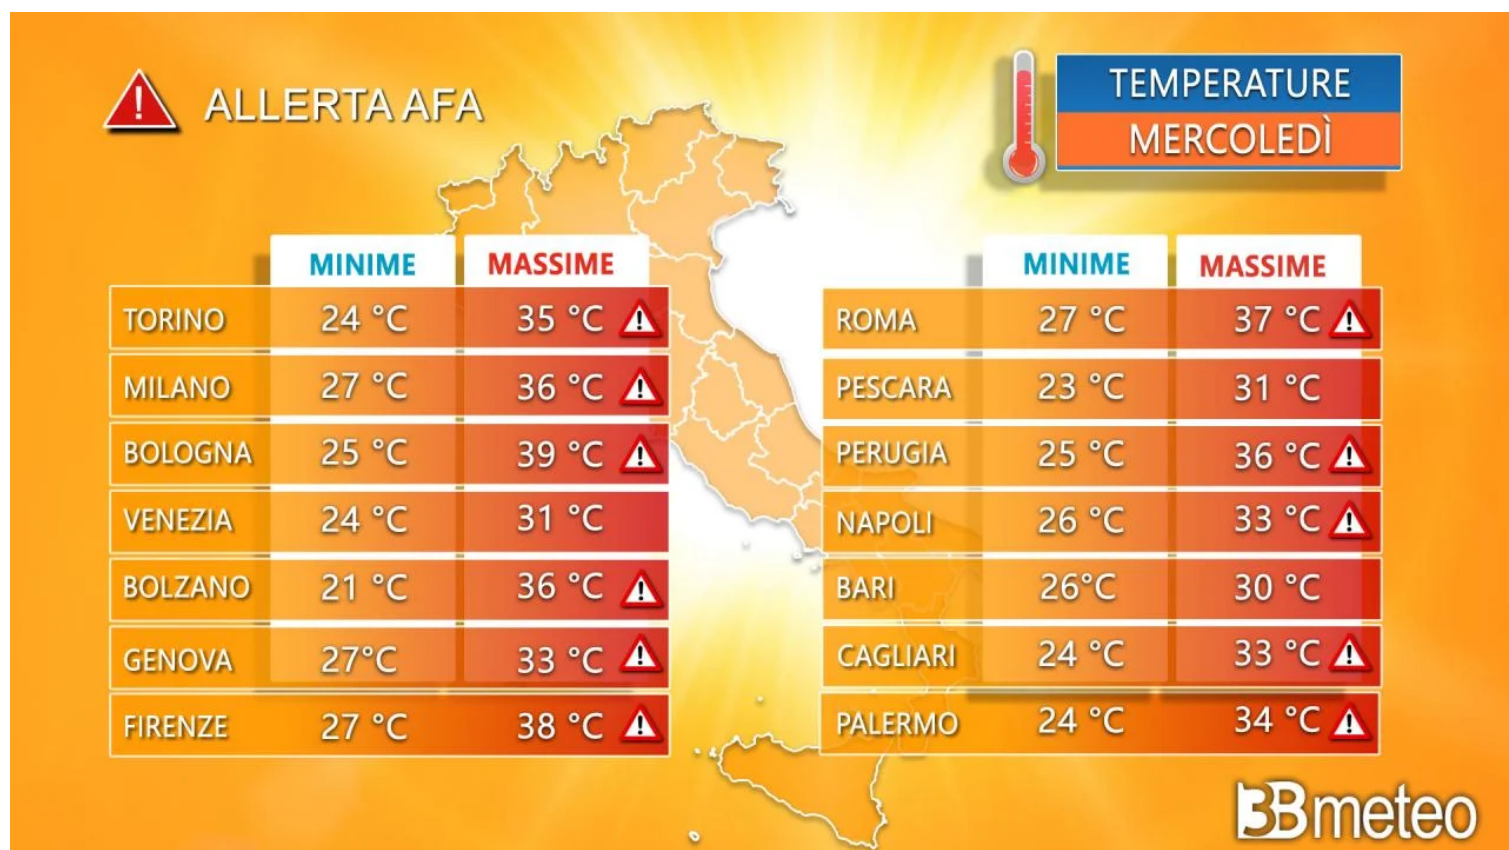 ALLERTA AFA
TEMPERATURE
MERCOLEDÌ
MINIME MASSIME
TORINO 24 °C 35 °C
MILANO 27 °C 36 °C
BOLOGNA 25 °C 39 °C
VENEZIA 24 °C 31 °C
BOLZANO 21 °C 36 °C
GENOVA 27°C 33 °C
FIRENZE 27 °C 38 °C
MINIME MASSIME
ROMA 27 °C 37 °C
PESCARA 23 °C 31 °C
PERUGIA 25 °C 36 °C
NAPOLI 26 °C 33 °C
BARI 26°C 30 °C
CAGLIARI 24 °C 33 °C
PALERMO 24 °C 34 °C
3Bmeteo